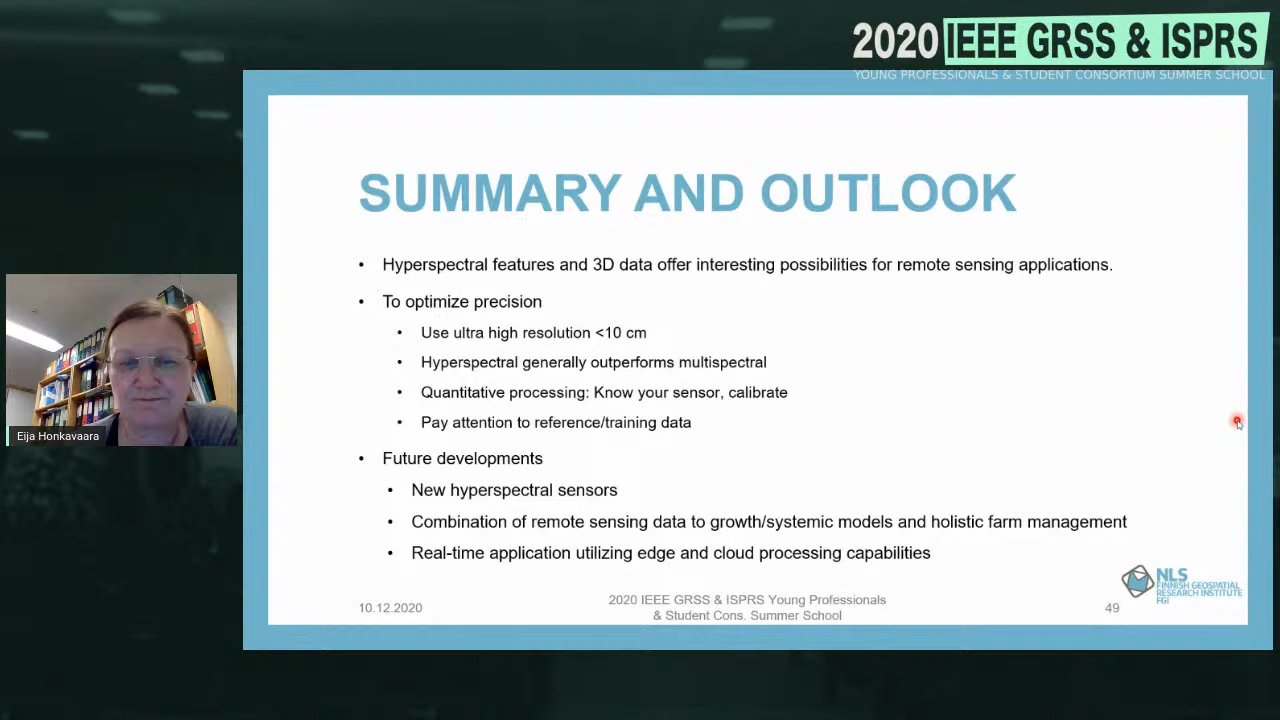 2020 IEEE GRSS & ISPRS
YOUNG PROFESSIONALS & STUDENT CONSORTIUM SUMMER SCHOOL
SUMMARY AND OUTLOOK
• Hyperspectral features and 3D data offer interesting possibilities for remote sensing applications.
• To optimize precision
• Use ultra high resolution <10 cm
• Hyperspectral generally outperforms multispectral
• Quantitative processing: Know your sensor, calibrate
• Pay attention to reference/training data
• Future developments
• New hyperspectral sensors
• Combination of remote sensing data to growth/systemic models and holistic farm management
• Real-time application utilizing edge and cloud processing capabilities
Eija Honkavaara
10.12.2020
2020 IEEE GRSS & ISPRS Young Professionals
& Student Cons. Summer School
49
NLS
FINNISH GEOSPATIAL
RESEARCH INSTITUTE
FGI